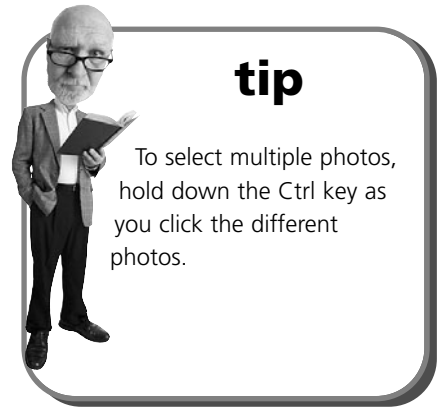 tip
To select multiple photos,
hold down the Ctrl key as
you click the different
photos.